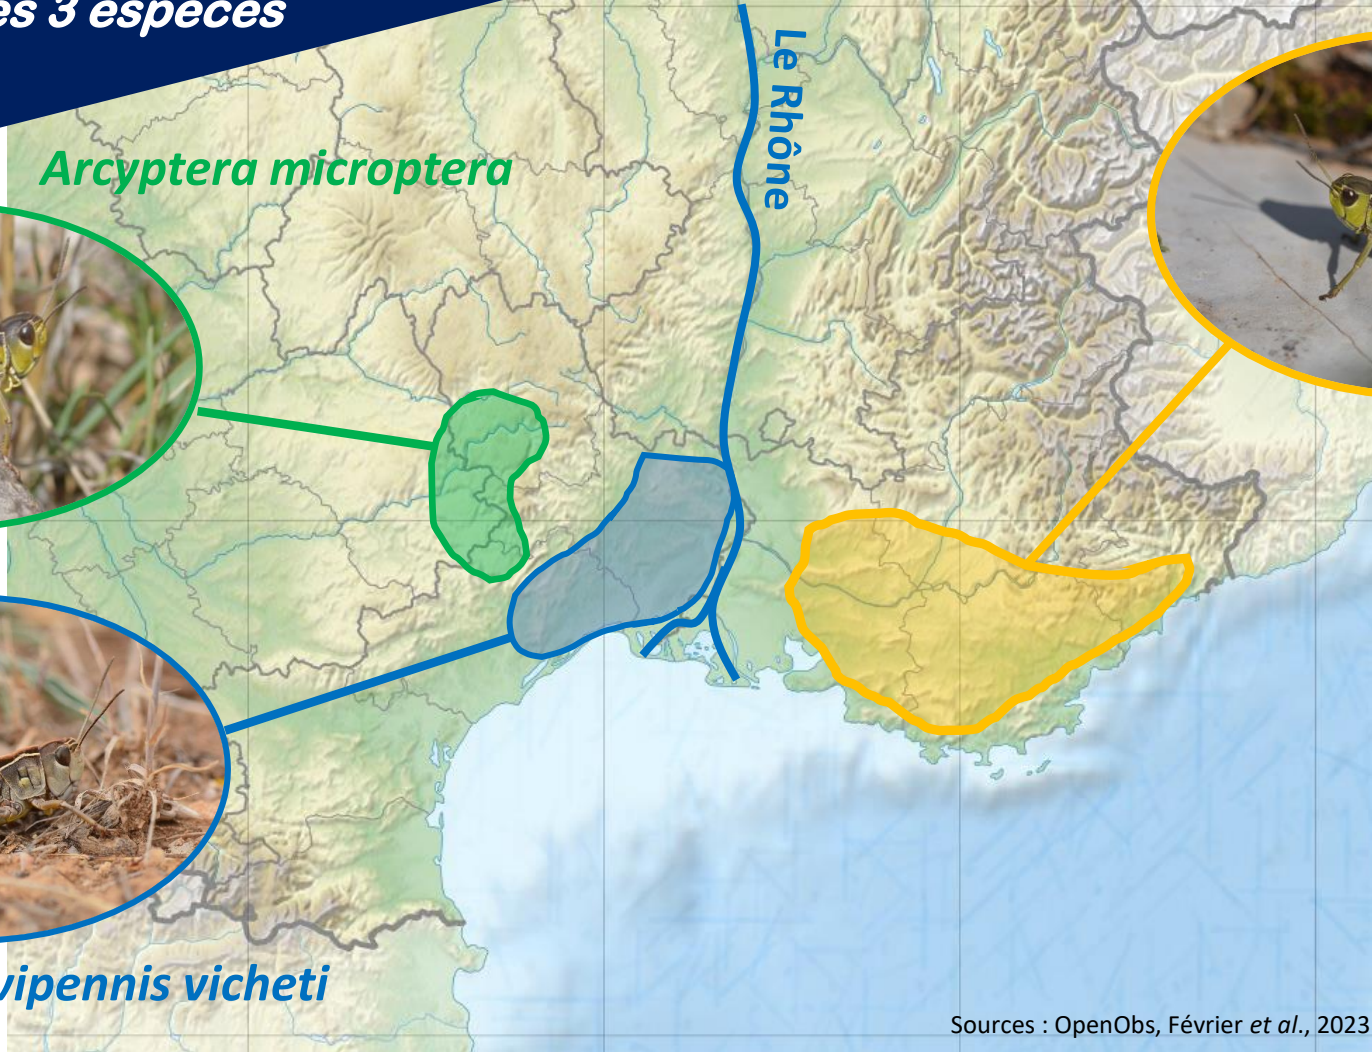 es 3 espèces
Le Rhône
Arcyptera microptera
vipennis vicheti
Sources : OpenObs, Février et al., 2023